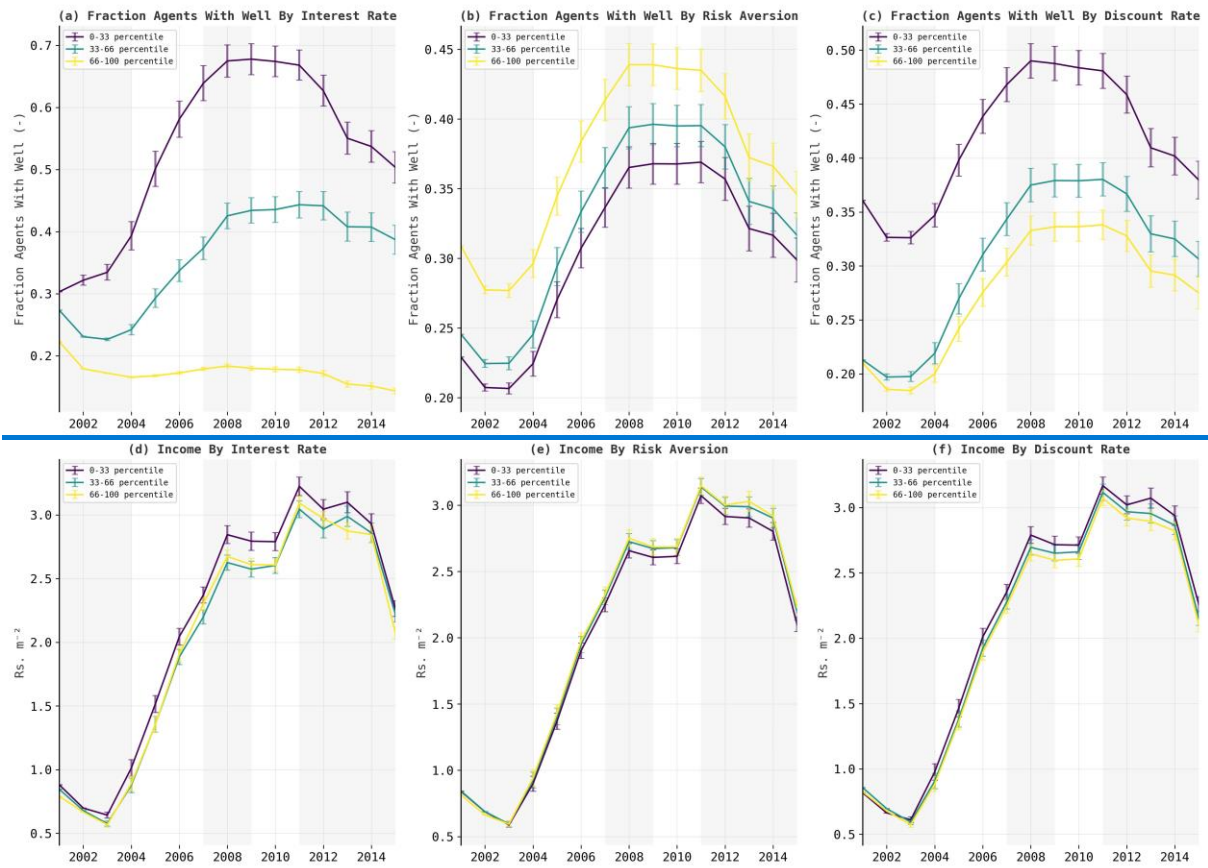 (a) Fraction Agents With Well By Interest Rate
0-33 percentile
33-66 percentile
66-100 percentile
Fraction Agents With Well (-)
0.7
0.6
0.5
0.4
0.3
0.2
2002 2004 2006 2008 2010 2012 2014
(b) Fraction Agents With Well By Risk Aversion
0-33 percentile
33-66 percentile
66-100 percentile
Fraction Agents With Well (-)
0.45
0.40
0.35
0.30
0.25
0.20
2002 2004 2006 2008 2010 2012 2014
(c) Fraction Agents With Well By Discount Rate
0-33 percentile
33-66 percentile
66-100 percentile
Fraction Agents With Well (-)
0.50
0.45
0.40
0.35
0.30
0.25
0.20
2002 2004 2006 2008 2010 2012 2014
(d) Income By Interest Rate
0-33 percentile
33-66 percentile
66-100 percentile
Rs. m⁻²
3.0
2.5
2.0
1.5
1.0
0.5
2002 2004 2006 2008 2010 2012 2014
(e) Income By Risk Aversion
0-33 percentile
33-66 percentile
66-100 percentile
Rs. m⁻²
3.0
2.5
2.0
1.5
1.0
0.5
2002 2004 2006 2008 2010 2012 2014
(f) Income By Discount Rate
0-33 percentile
33-66 percentile
66-100 percentile
Rs. m⁻²
3.0
2.5
2.0
1.5
1.0
0.5
2002 2004 2006 2008 2010 2012 2014